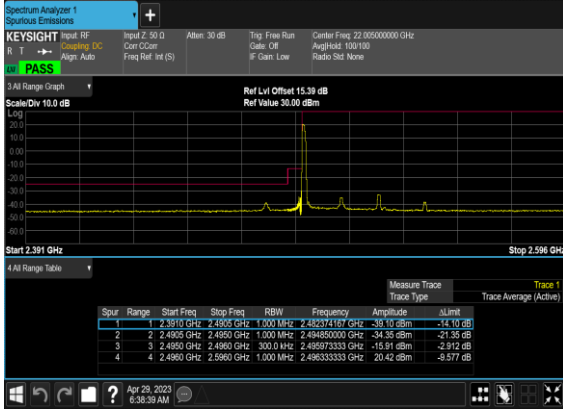 Spectrum Analyzer 1
Spurious Emissions
+
KEYSIGHT Input: RF Input Z: 50 Ω Atten: 30 dB Trig: Free Run Center Freq: 22.005000000 GHz
R T Coupling: DC Corr CCorr Gate: Off Avg|Hold: 100/100
Align: Auto Freq Ref: Int (S) IF Gain: Low Radio Std: None
PASS
3 All Range Graph
Ref Lvl Offset 15.39 dB
Scale/Div 10.0 dB Ref Value 30.00 dBm
Log
20.0
10.0
0.00
-10.0
-20.0
-30.0
-40.0
-50.0
-60.0
Start 2.391 GHz Stop 2.596 GHz
4 All Range Table
Measure Trace Trace 1
Trace Type Trace Average (Active)
Spur Range Start Freq Stop Freq RBW Frequency Amplitude ΔLimit
1 1 2.3910 GHz 2.4905 GHz 1.000 MHz 2.482374167 GHz -39.10 dBm -14.10 dB
2 2 2.4905 GHz 2.4950 GHz 1.000 MHz 2.494850000 GHz -34.35 dBm -21.35 dB
3 3 2.4950 GHz 2.4960 GHz 300.0 kHz 2.495973333 GHz -15.91 dBm -2.912 dB
4 4 2.4960 GHz 2.5960 GHz 1.000 MHz 2.496333333 GHz 20.42 dBm -9.577 dB
?
Apr 29, 2023
6:38:39 AM